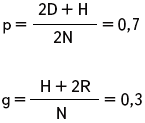 p = (2D + H) / 2N = 0,7
g = (H + 2R) / N = 0,3